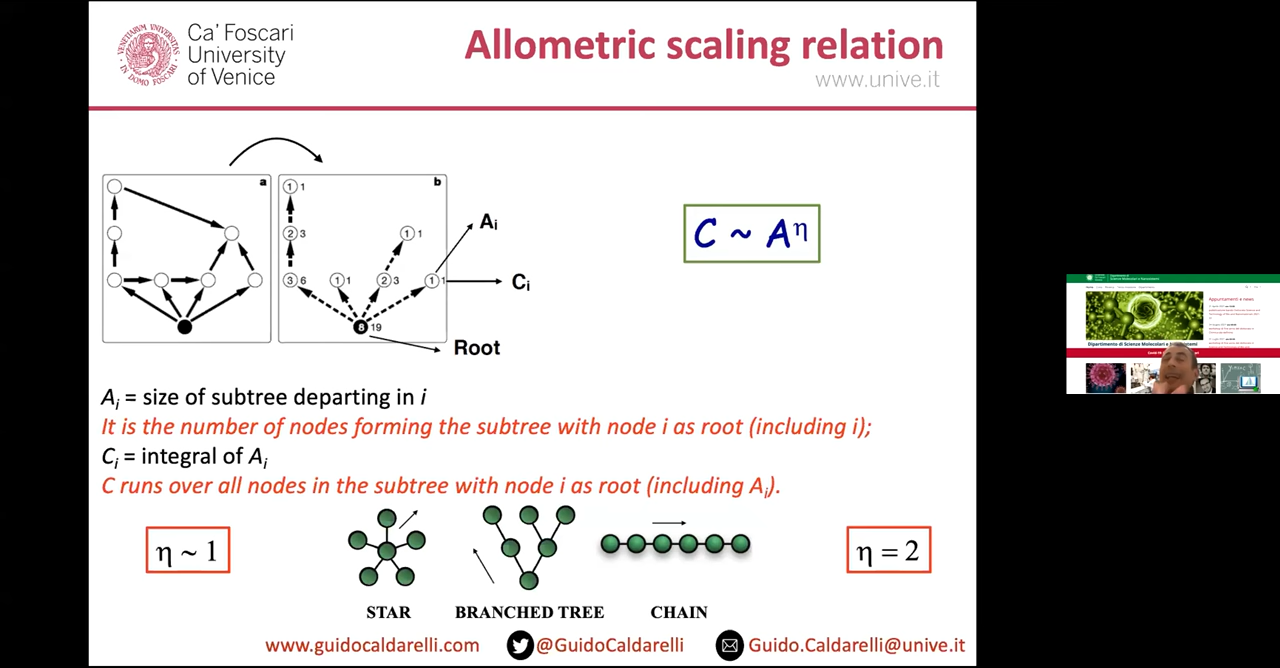 Ca' Foscari
University
of Venice
Allometric scaling relation
www.unive.it
a
b
1 1
2 3
1 1
3 6
1 1
2 3
1 1
8 19
Ai
Ci
Root
C ~ Aη
Ai = size of subtree departing in i
It is the number of nodes forming the subtree with node i as root (including i);
Ci = integral of Ai
C runs over all nodes in the subtree with node i as root (including Ai).
η ~ 1
η = 2
STAR
BRANCHED TREE
CHAIN
www.guidocaldarelli.com
@GuidoCaldarelli
Guido.Caldarelli@unive.it
Appuntamenti e news